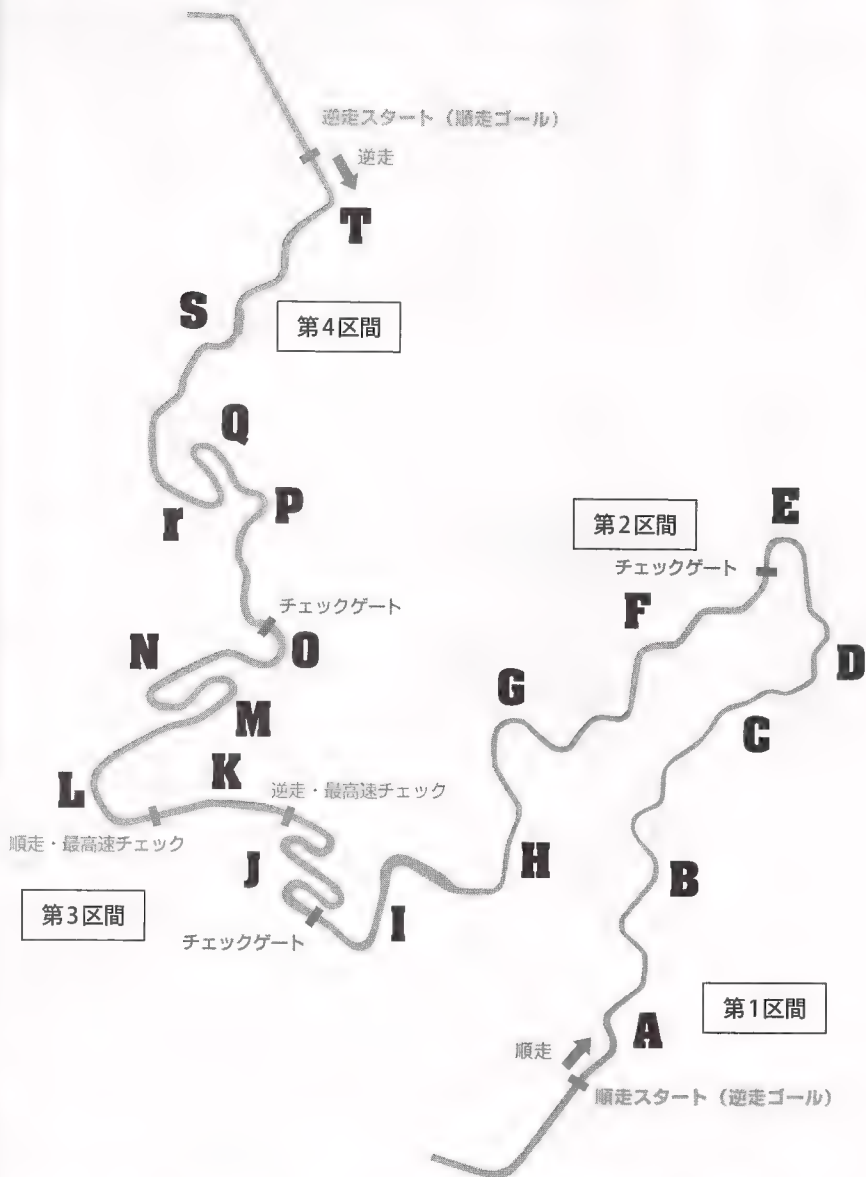 逆走スタート（順走ゴール）
逆走
T
S
第4区間
Q
P
r
第2区間
E
チェックゲート
F
チェックゲート
N
O
D
G
M
C
K
L
逆走・最高速チェック
順走・最高速チェック
J
H
B
第3区間
I
チェックゲート
第1区間
A
順走
順走スタート（逆走ゴール）